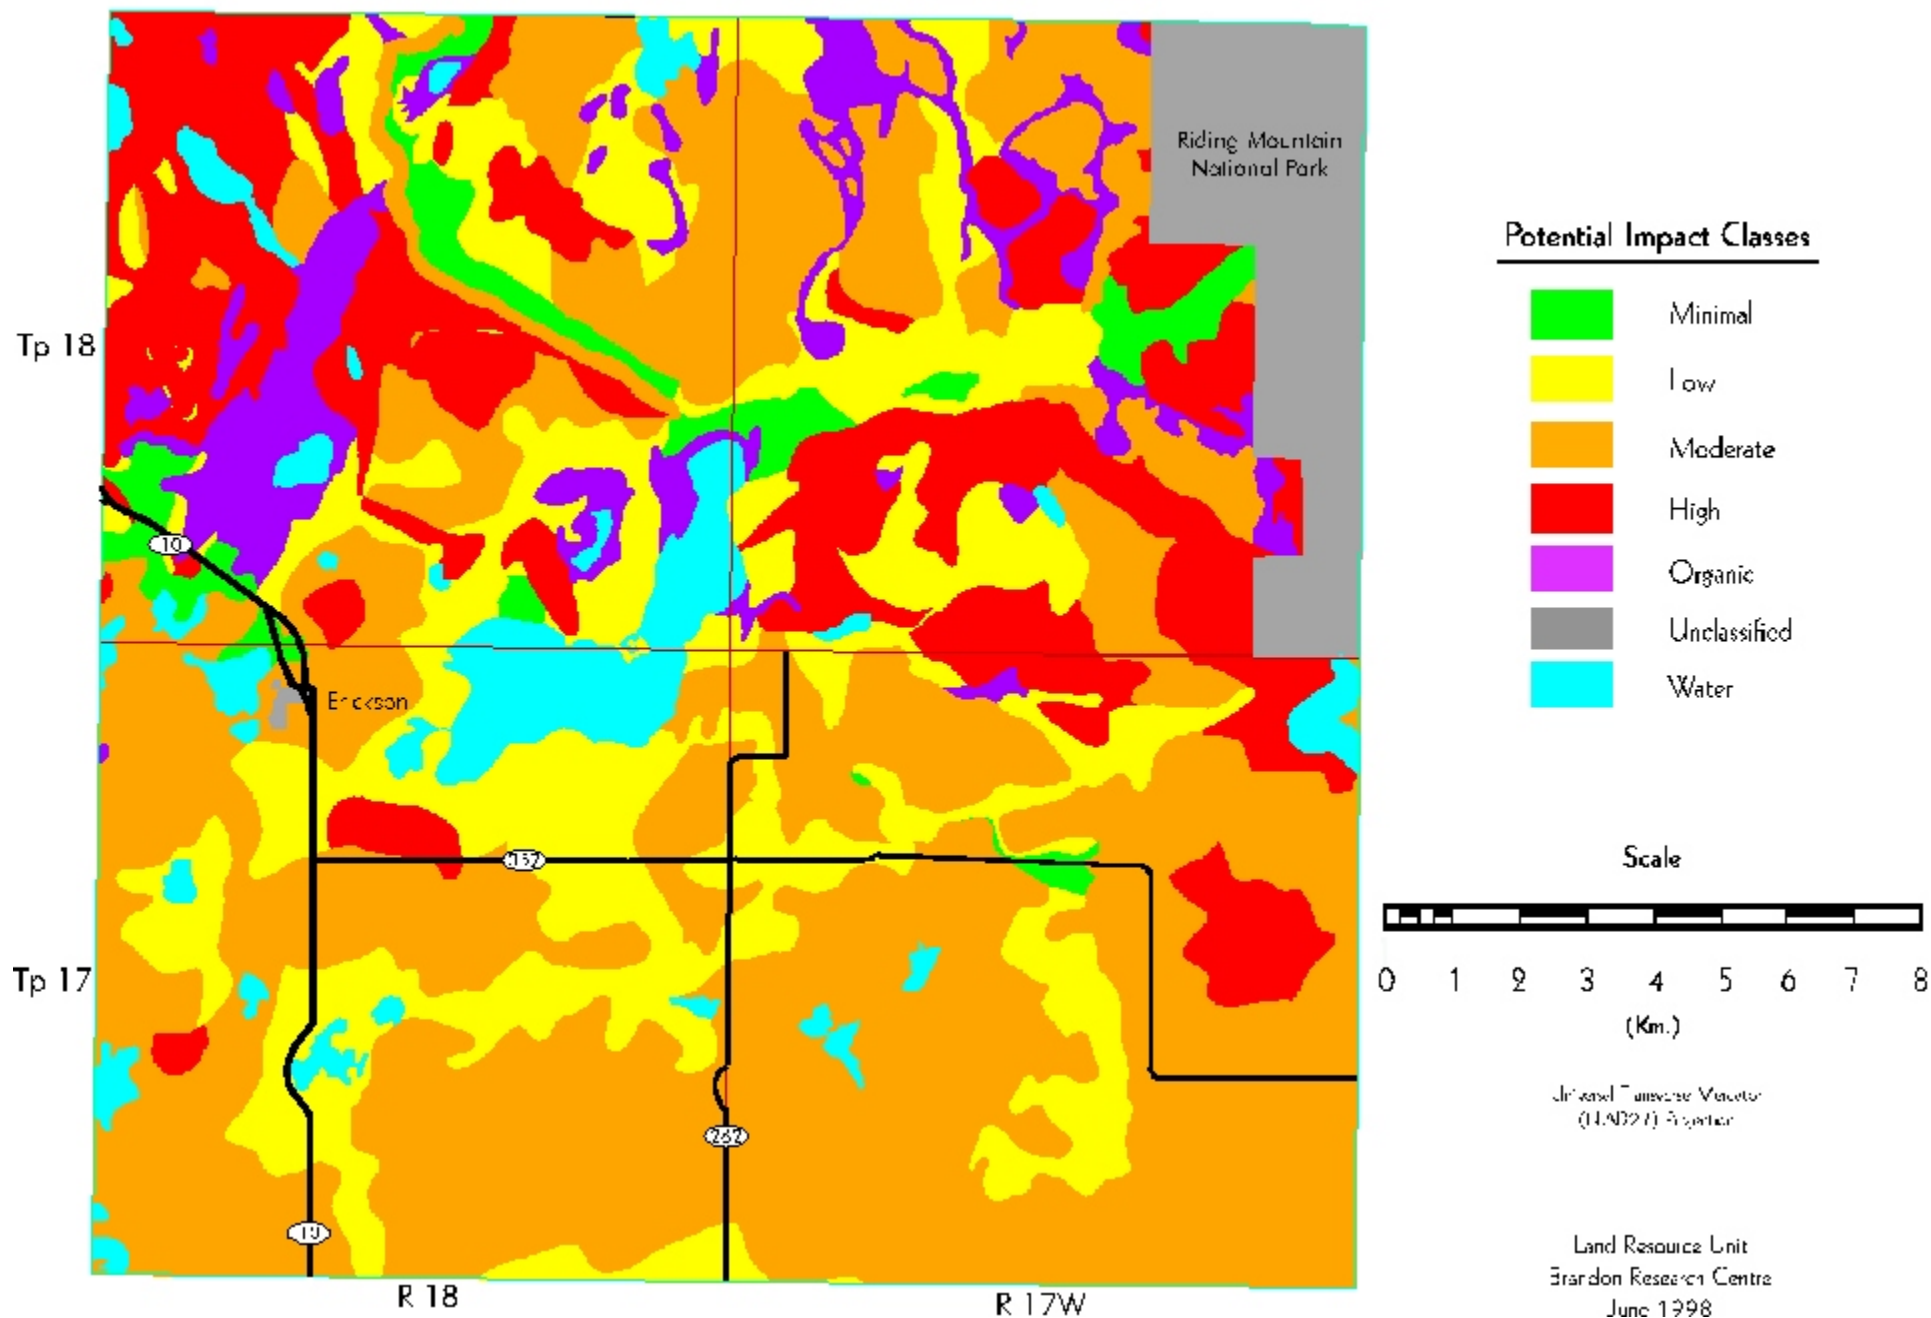 Riding Mountain
National Park
Potential Impact Classes
Minimal
Low
Tp 18
Moderate
High
10
Organic
Unclassified
Erickson
Water
Scale
Tp 17
0 1 2 3 4 5 6 7 8
(Km.)
262
10
R 18
R 17W
Land Resource Unit
Brandon Research Centre
June 1998